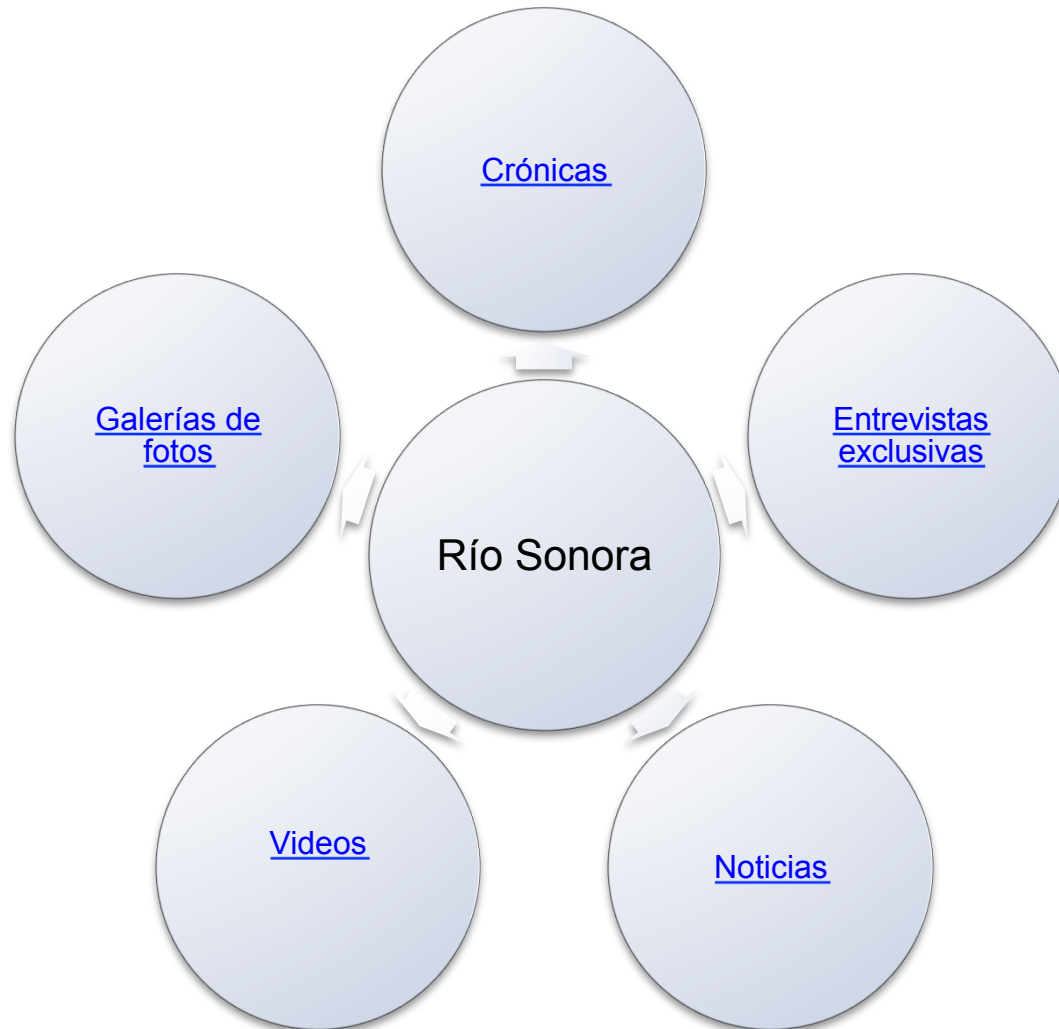 Crónicas
Galerías de
fotos
Entrevistas
exclusivas
Río Sonora
Videos
Noticias